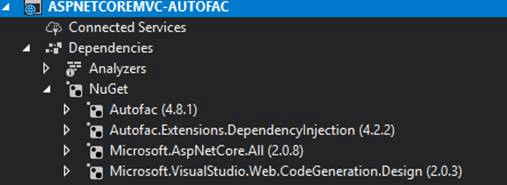 ASPNETCOREMVC-AUTOFAC
Connected Services
Dependencies
Analyzers
NuGet
Autofac (4.8.1)
Autofac.Extensions.DependencyInjection (4.2.2)
Microsoft.AspNetCore.All (2.0.8)
Microsoft.VisualStudio.Web.CodeGeneration.Design (2.0.3)